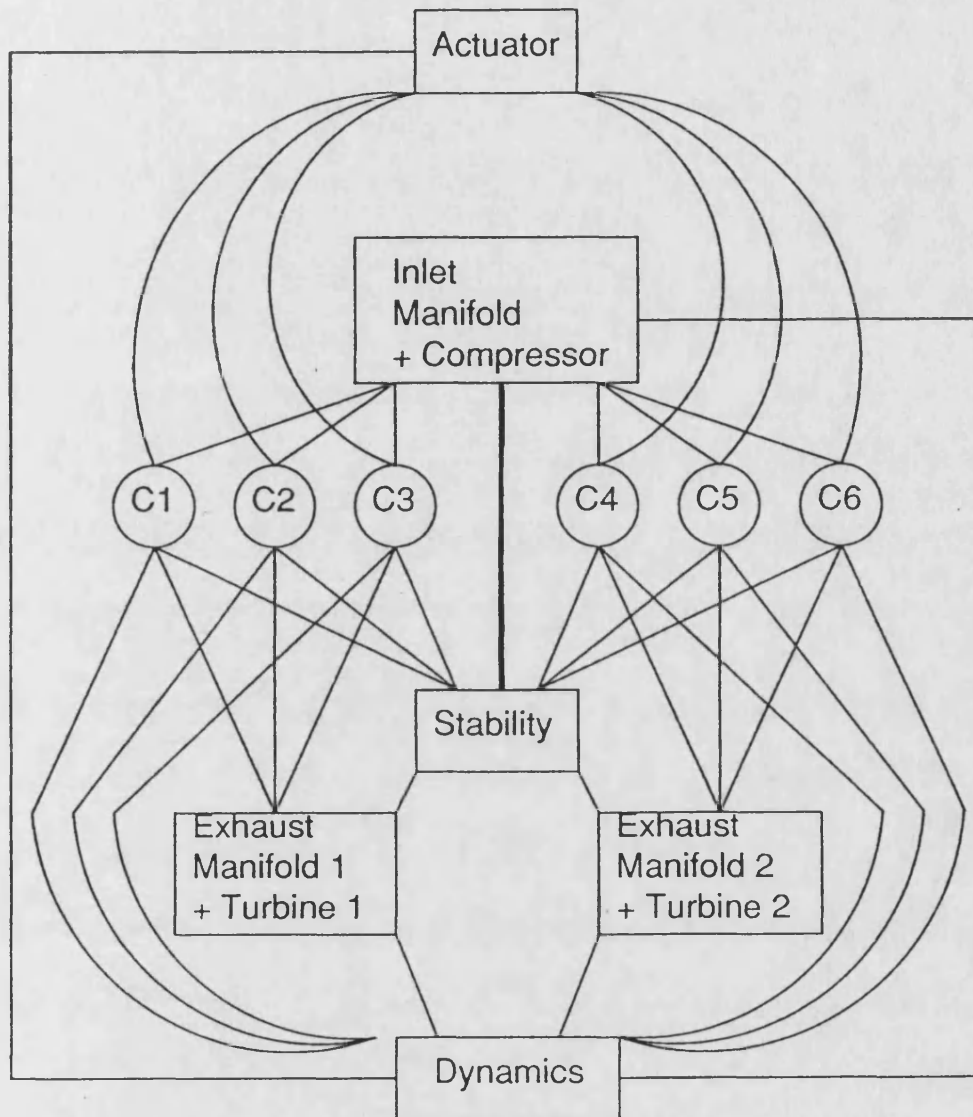 Actuator
Inlet
Manifold
+ Compressor
C1
C2
C3
C4
C5
C6
Stability
Exhaust
Manifold 1
+ Turbine 1
Exhaust
Manifold 2
+ Turbine 2
Dynamics